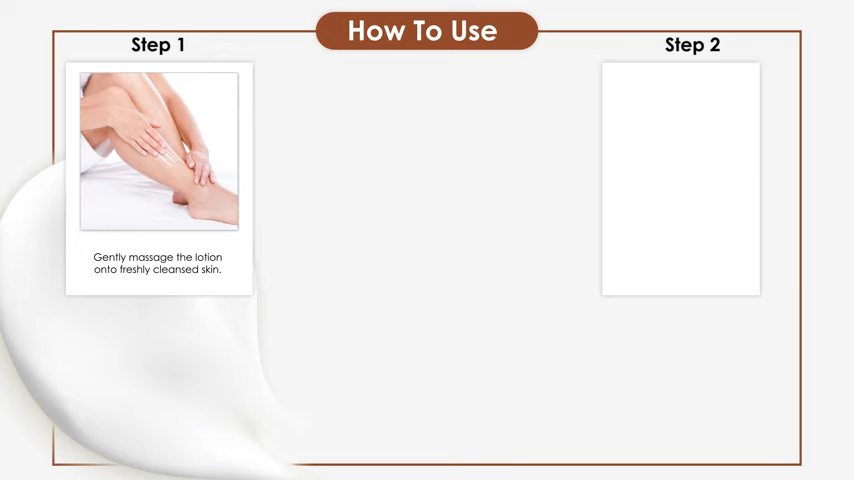 How To Use
Step 1
Step 2
Gently massage the lotion
onto freshly cleansed skin.